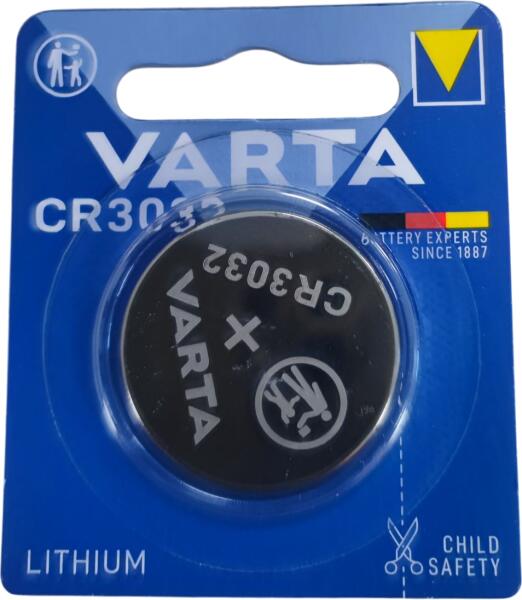 VARTA
CR3032
BATTERY EXPERTS
SINCE 1887
CR3032
VARTA
+
LITHIUM
CHILD
SAFETY